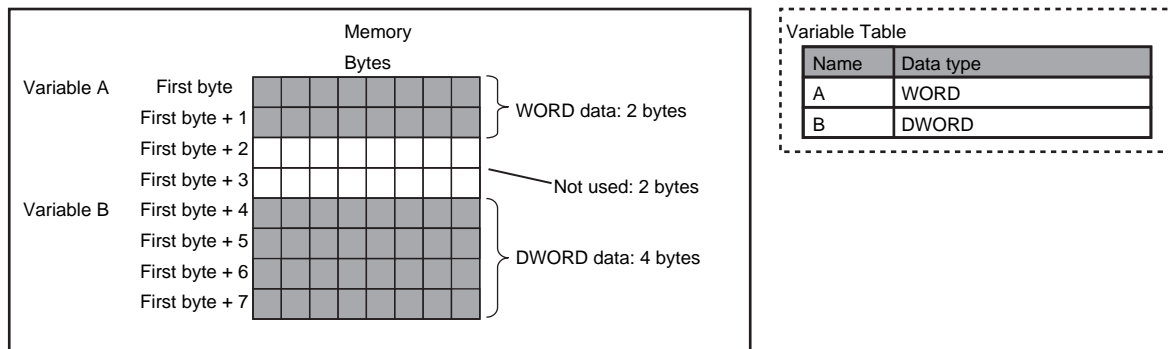 Memory
Bytes
Variable A
First byte
First byte + 1
WORD data: 2 bytes
First byte + 2
First byte + 3
Not used: 2 bytes
Variable B
First byte + 4
First byte + 5
First byte + 6
First byte + 7
DWORD data: 4 bytes
Variable Table
Name Data type
A WORD
B DWORD